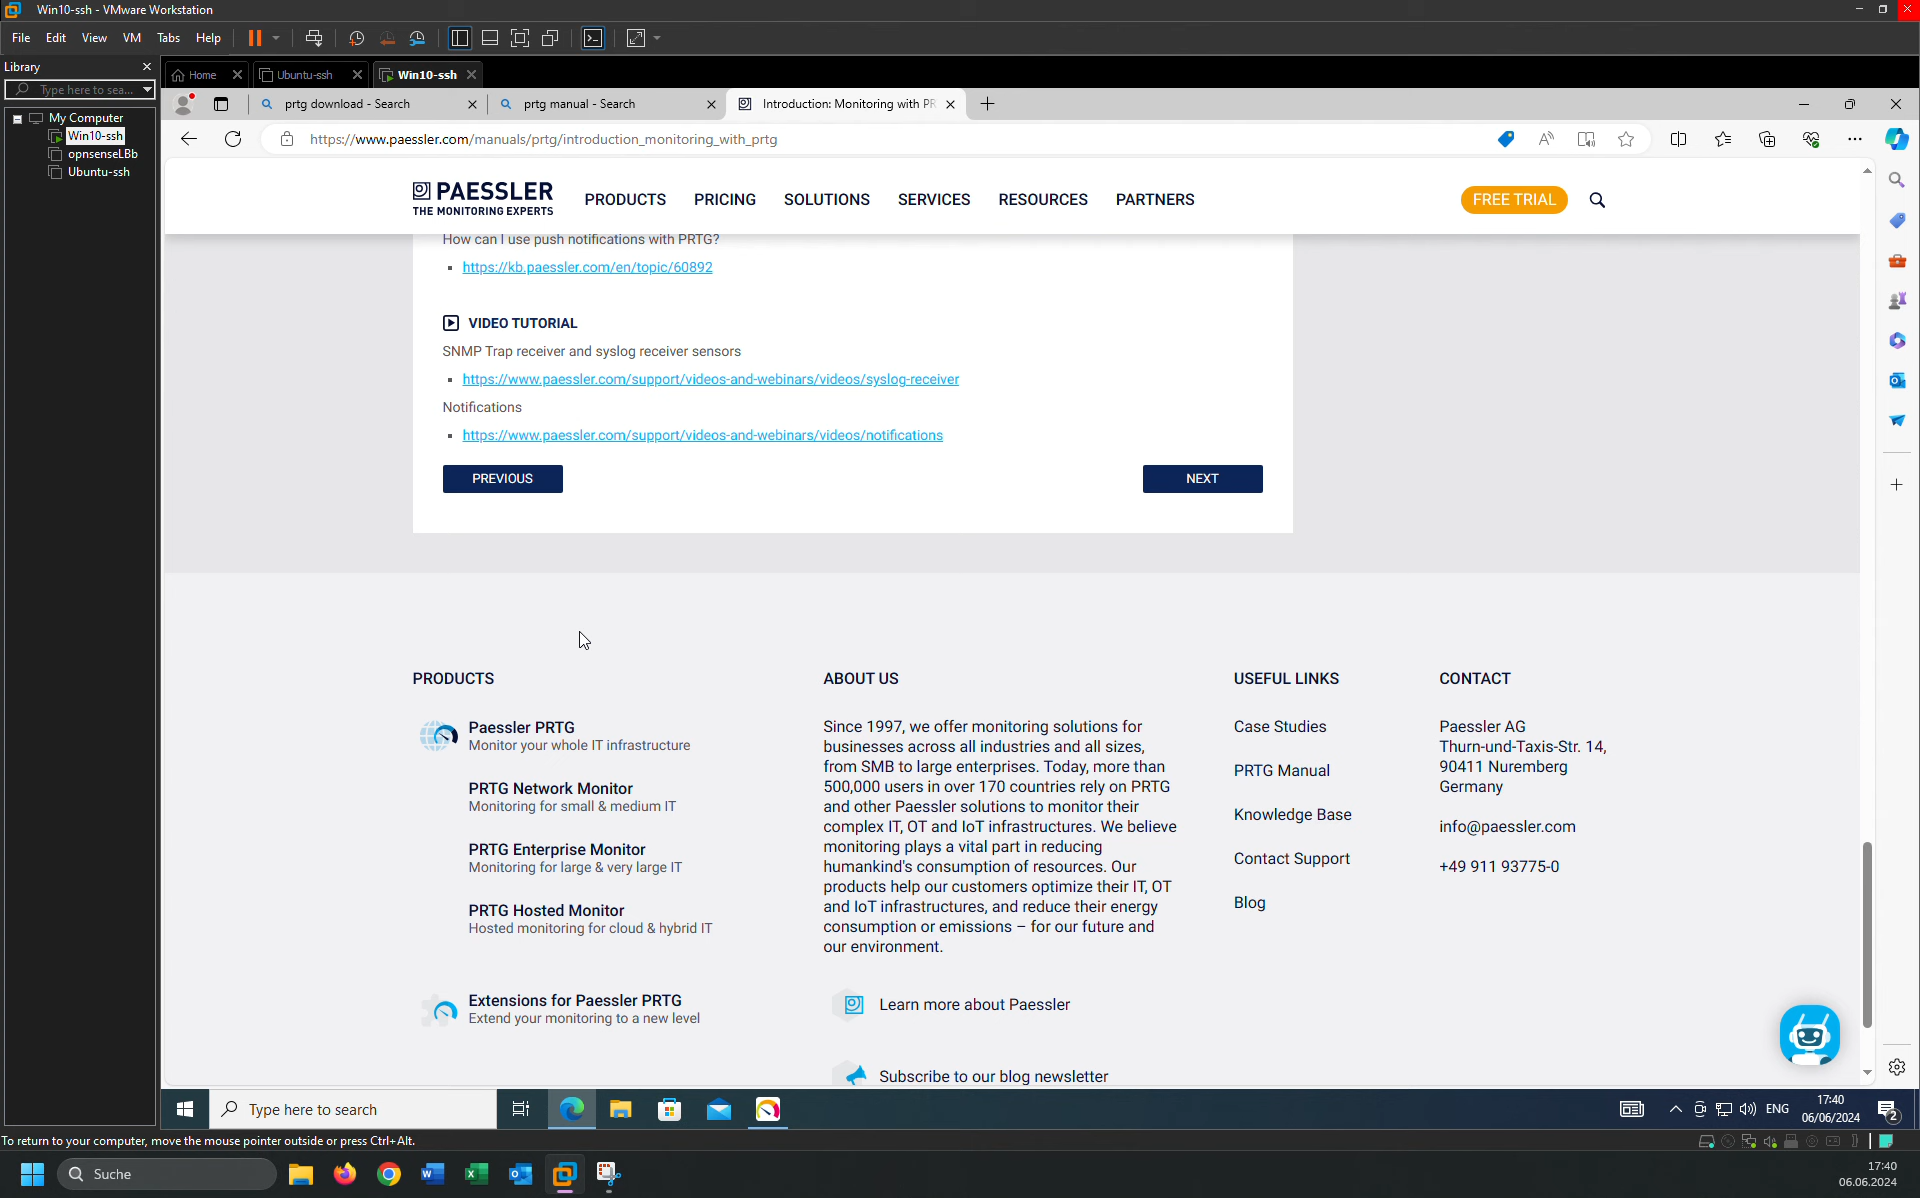 Win10-ssh - VMware Workstation
File Edit View VM Tabs Help
Library
Type here to sea...
My Computer
Win10-ssh
opnsenseLBb
Ubuntu-ssh
Home Ubuntu-ssh Win10-ssh
prtg download - Search prtg manual - Search Introduction: Monitoring with PR
https://www.paessler.com/manuals/prtg/introduction_monitoring_with_prtg
PAESSLER
THE MONITORING EXPERTS
PRODUCTS PRICING SOLUTIONS SERVICES RESOURCES PARTNERS
FREE TRIAL
How can I use push notifications with PRTG?
https://kb.paessler.com/en/topic/60892
VIDEO TUTORIAL
SNMP Trap receiver and syslog receiver sensors
https://www.paessler.com/support/videos-and-webinars/videos/syslog-receiver
Notifications
https://www.paessler.com/support/videos-and-webinars/videos/notifications
PREVIOUS NEXT
PRODUCTS
Paessler PRTG
Monitor your whole IT infrastructure
PRTG Network Monitor
Monitoring for small & medium IT
PRTG Enterprise Monitor
Monitoring for large & very large IT
PRTG Hosted Monitor
Hosted monitoring for cloud & hybrid IT
Extensions for Paessler PRTG
Extend your monitoring to a new level
ABOUT US
Since 1997, we offer monitoring solutions for
businesses across all industries and all sizes,
from SMB to large enterprises. Today, more than
500,000 users in over 170 countries rely on PRTG
and other Paessler solutions to monitor their
complex IT, OT and IoT infrastructures. We believe
monitoring plays a vital part in reducing
humankind's consumption of resources. Our
products help our customers optimize their IT, OT
and IoT infrastructures, and reduce their energy
consumption or emissions – for our future and
our environment.
Learn more about Paessler
Subscribe to our blog newsletter
USEFUL LINKS
Case Studies
PRTG Manual
Knowledge Base
Contact Support
Blog
CONTACT
Paessler AG
Thurn-und-Taxis-Str. 14,
90411 Nuremberg
Germany
info@paessler.com
+49 911 93775-0
Type here to search
ENG
17:40
06/06/2024
2
To return to your computer, move the mouse pointer outside or press Ctrl+Alt.
Suche
17:40
06.06.2024